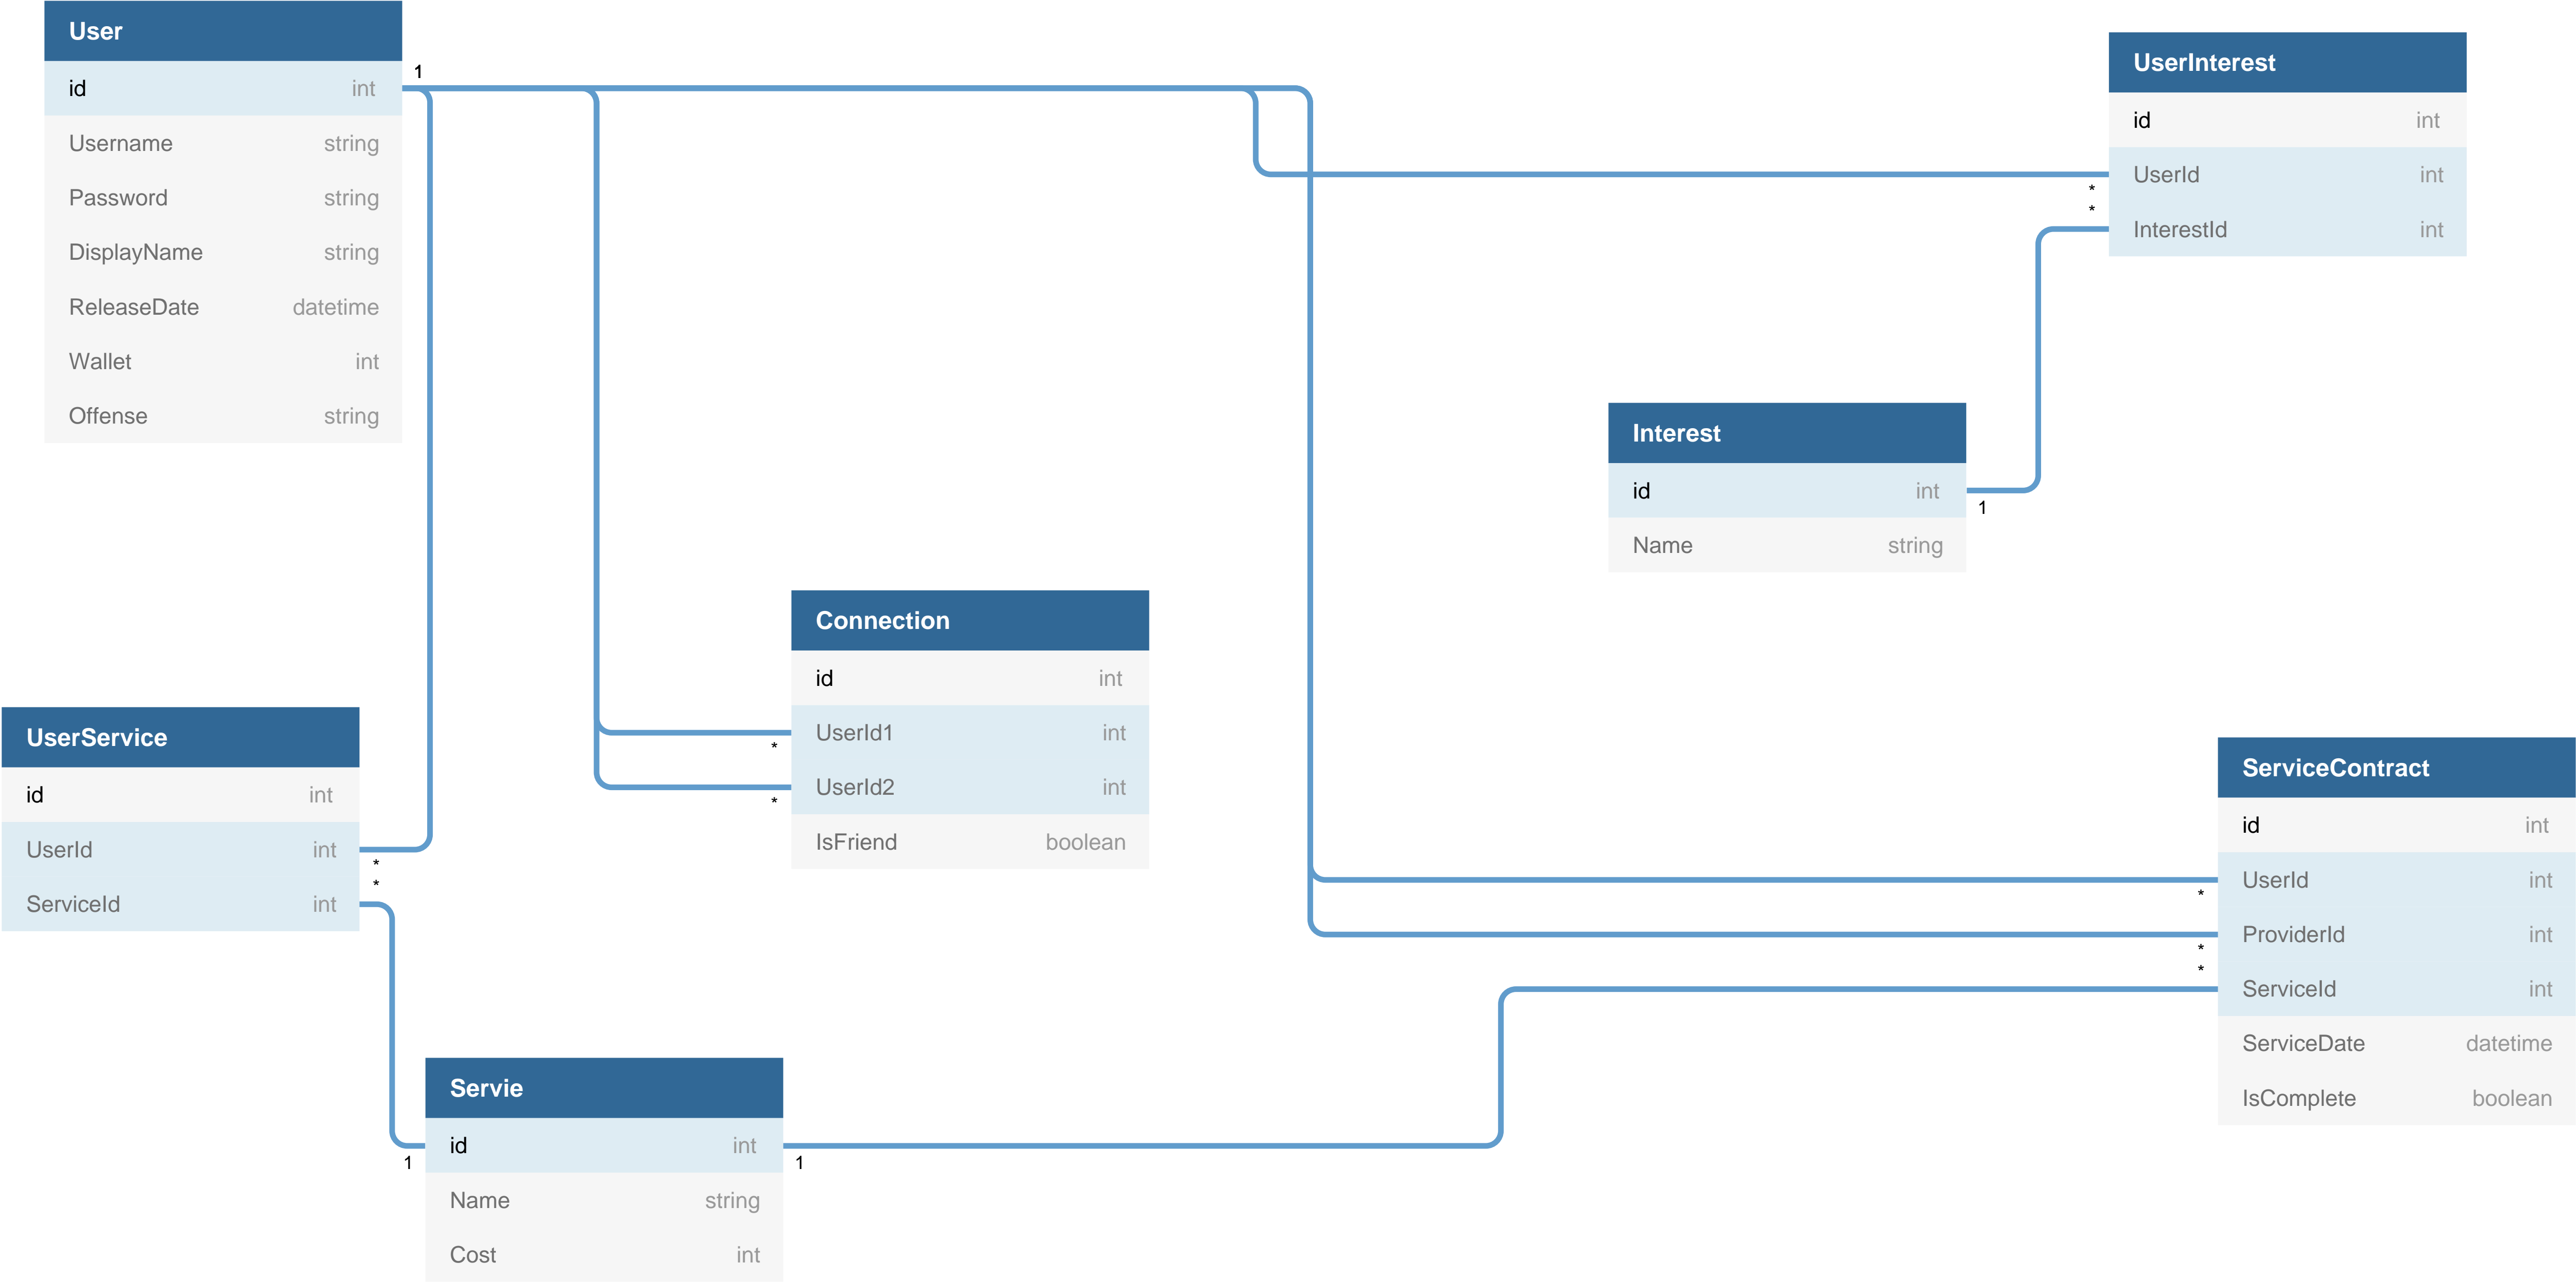 User
id int
1
Username string
Password string
DisplayName string
ReleaseDate datetime
Wallet int
Offense string
UserInterest
id int
UserId int
*
*
InterestId int
Interest
id int
1
Name string
Connection
id int
UserId1 int
*
UserId2 int
*
IsFriend boolean
UserService
id int
UserId int
*
*
ServiceId int
ServiceContract
id int
UserId int
*
ProviderId int
*
*
ServiceId int
ServiceDate datetime
IsComplete boolean
Servie
id int
1
1
Name string
Cost int